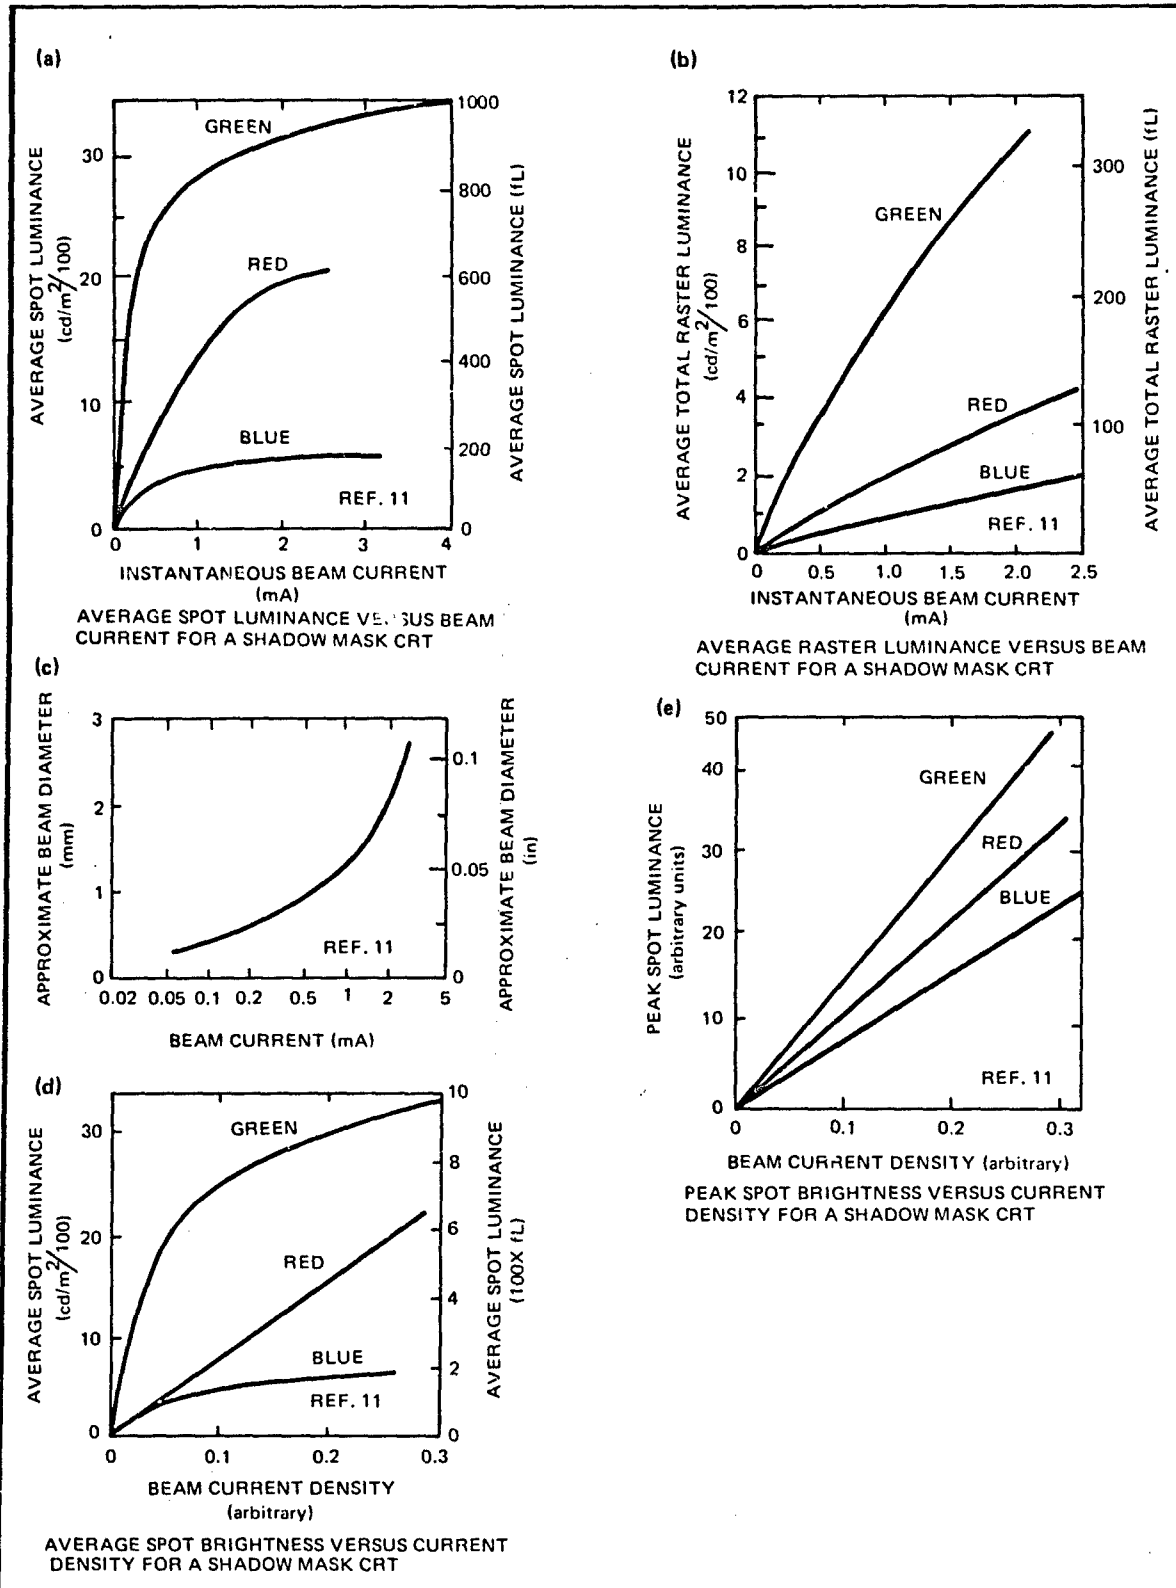 (a)
AVERAGE SPOT LUMINANCE
(cd/m²/100)
30
20
10
0
GREEN
RED
BLUE
REF. 11
1000
800
600
400
200
0
AVERAGE SPOT LUMINANCE (fL)
0 1 2 3 4
INSTANTANEOUS BEAM CURRENT
(mA)
AVERAGE SPOT LUMINANCE BEAM
CURRENT FOR A SHADOW MASK CRT
(b)
AVERAGE TOTAL RASTER LUMINANCE
(cd/m²/100)
12
10
8
6
4
2
0
GREEN
RED
BLUE
REF. 11
300
200
100
0
AVERAGE TOTAL RASTER LUMINANCE (fL)
0 0.5 1.0 1.5 2.0 2.5
INSTANTANEOUS BEAM CURRENT
(mA)
AVERAGE RASTER LUMINANCE VERSUS BEAM
CURRENT FOR A SHADOW MASK CRT
(c)
APPROXIMATE BEAM DIAMETER
(mm)
3
2
1
0
REF. 11
0.1
0.05
0
APPROXIMATE BEAM DIAMETER
(in)
0.02 0.05 0.1 0.2 0.5 1 2 5
BEAM CURRENT (mA)
(d)
AVERAGE SPOT LUMINANCE
(cd/m²/100)
30
20
10
0
GREEN
RED
BLUE
REF. 11
10
8
6
4
2
0
AVERAGE SPOT LUMINANCE
(100X fL)
0 0.1 0.2 0.3
BEAM CURRENT DENSITY
(arbitrary)
AVERAGE SPOT BRIGHTNESS VERSUS CURRENT
DENSITY FOR A SHADOW MASK CRT
(e)
PEAK SPOT LUMINANCE
(arbitrary units)
50
40
30
20
10
0
GREEN
RED
BLUE
REF. 11
0 0.1 0.2 0.3
BEAM CURRENT DENSITY (arbitrary)
PEAK SPOT BRIGHTNESS VERSUS CURRENT
DENSITY FOR A SHADOW MASK CRT